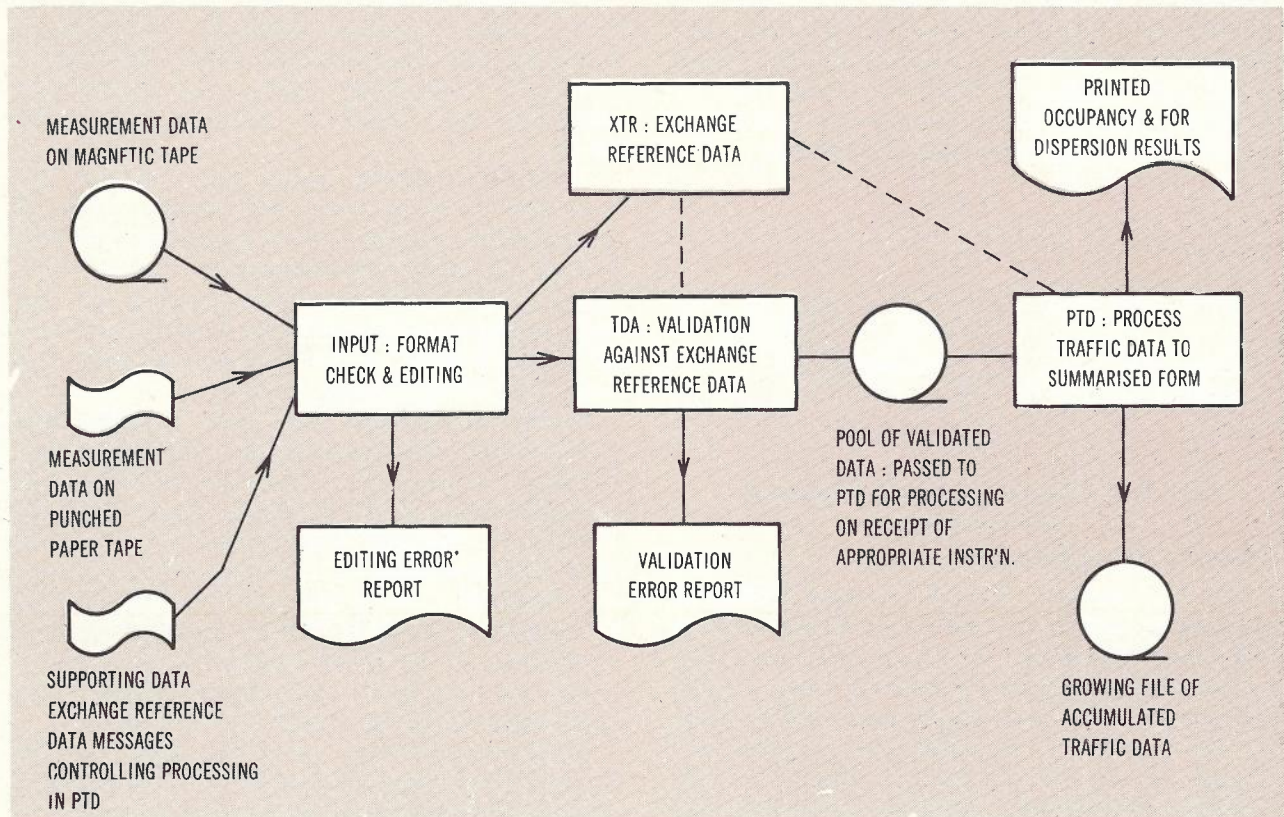 MEASUREMENT DATA
ON MAGNETIC TAPE
MEASUREMENT
DATA ON
PUNCHED
PAPER TAPE
SUPPORTING DATA
EXCHANGE REFERENCE
DATA MESSAGES
CONTROLLING PROCESSING
IN PTD
INPUT : FORMAT
CHECK & EDITING
EDITING ERROR
REPORT
XTR : EXCHANGE
REFERENCE DATA
TDA : VALIDATION
AGAINST EXCHANGE
REFERENCE DATA
VALIDATION
ERROR REPORT
POOL OF VALIDATED
DATA : PASSED TO
PTD FOR PROCESSING
ON RECEIPT OF
APPROPRIATE INSTR'N.
PRINTED
OCCUPANCY & FOR
DISPERSION RESULTS
PTD : PROCESS
TRAFFIC DATA TO
SUMMARISED FORM
GROWING FILE OF
ACCUMULATED
TRAFFIC DATA